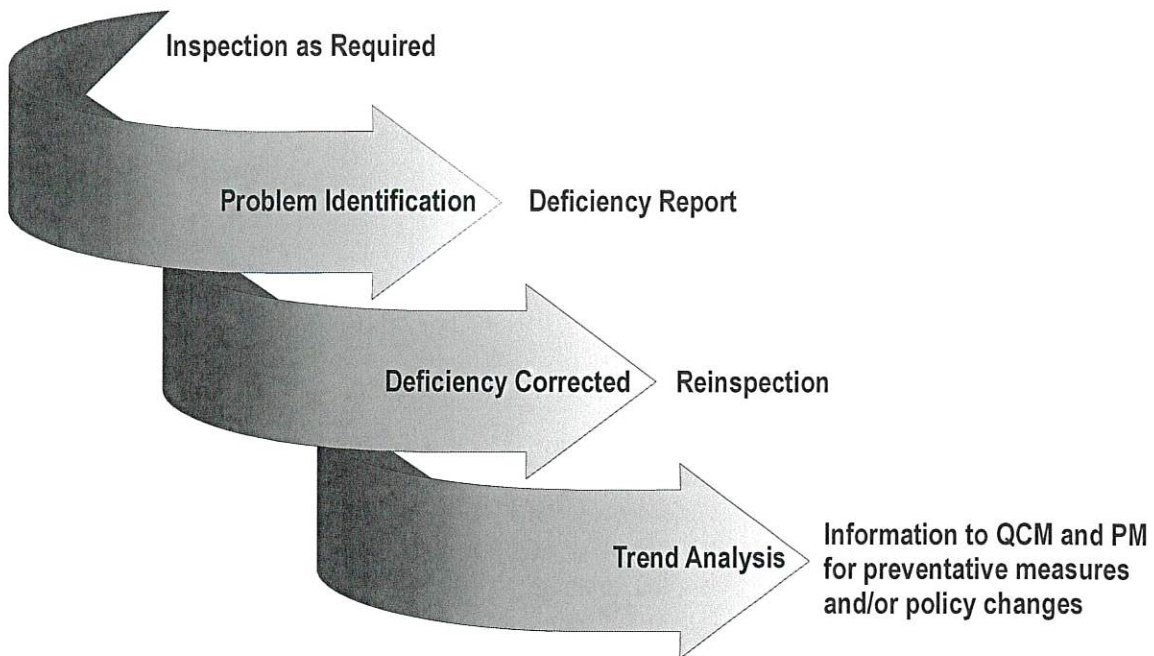 Inspection as Required
Problem Identification
Deficiency Report
Deficiency Corrected
Reinspection
Trend Analysis
Information to QCM and PM
for preventative measures
and/or policy changes